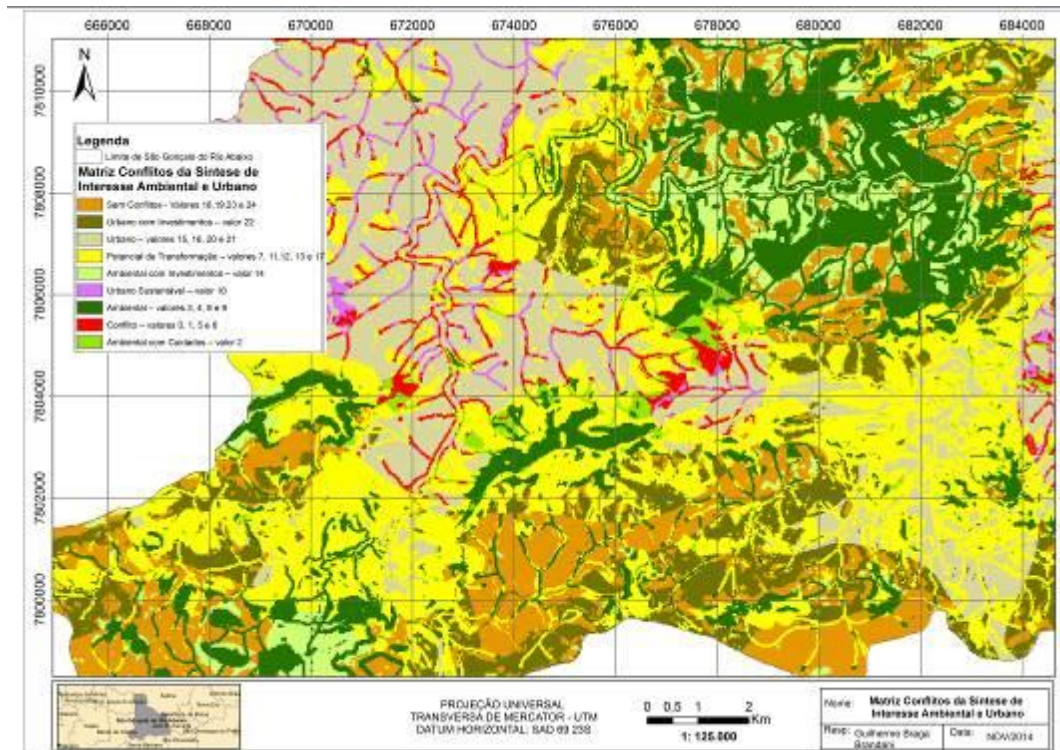 666000 668000 670000 672000 674000 676000 678000 680000 682000 684000
N
7810000
7808000
7806000
7804000
7802000
7800000
Legenda
Limite de São Gonçalo do Rio Abaixo
Matriz Conflitos da Síntese de
Interesse Ambiental e Urbano
Sem Conflitos - Valores 18,19,23 e 24
Urbano com Investimentos – valor 22
Urbano – valores 15, 16, 20 e 21
Potencial de Transformação – valores 7, 11,12, 13 e 17
Ambiental com Investimentos – valor 14
Urbano Sustentável – valor 10
Ambiental – valores 3, 4, 8 e 9
Conflito – valores 0, 1, 5 e 6
Ambiental com Cuidados – valor 2
PROJEÇÃO UNIVERSAL
TRANSVERSA DE MERCATOR - UTM
DATUM HORIZONTAL: SAD 69 23S
0 0.5 1 2
Km
1: 125.000
Nome: Matriz Conflitos da Síntese de
Interesse Ambiental e Urbano
Resp: Guilherme Braga
Brandani
Data: NOV/2014